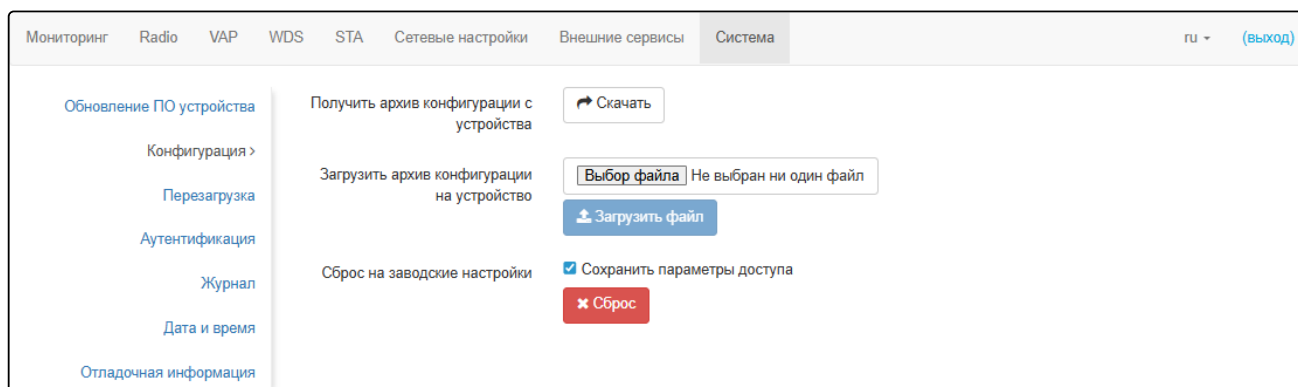 Мониторинг Radio VAP WDS STA Сетевые настройки Внешние сервисы Система ru (выход)
Обновление ПО устройства
Конфигурация >
Перезагрузка
Аутентификация
Журнал
Дата и время
Отладочная информация
Получить архив конфигурации с
устройства
Скачать
Загрузить архив конфигурации
на устройство
Выбор файла Не выбран ни один файл
Загрузить файл
Сброс на заводские настройки
Сохранить параметры доступа
Сброс